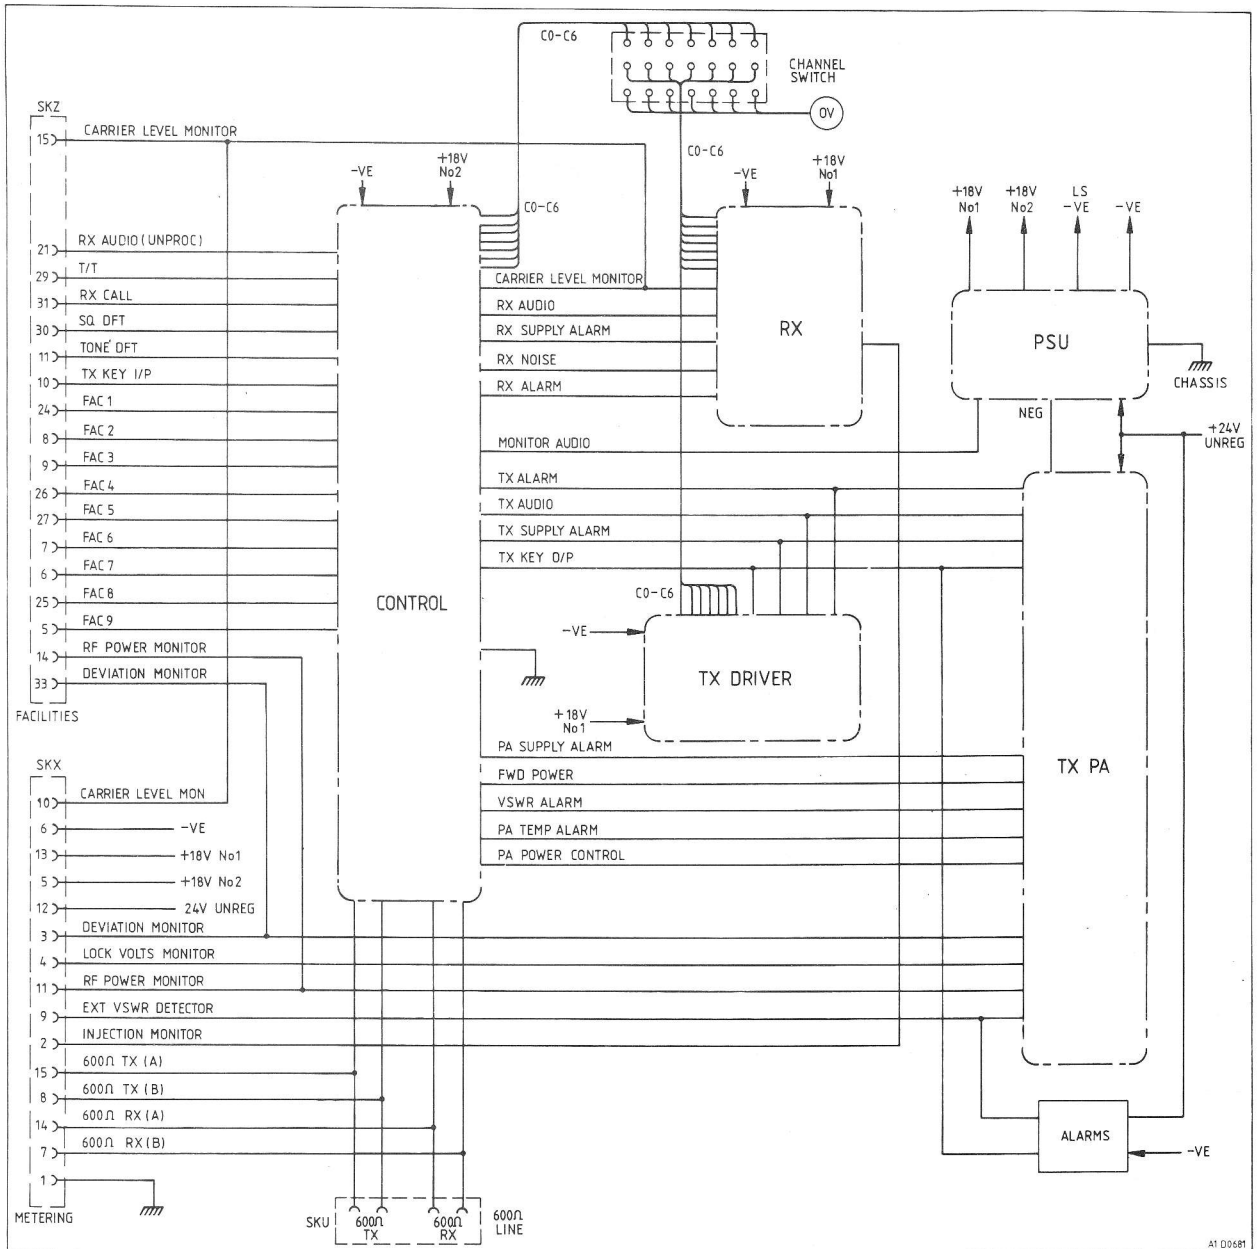 C0-C6
CHANNEL
SWITCH
0V
SKZ
15 CARRIER LEVEL MONITOR
21 RX AUDIO (UNPROC)
29 T/T
31 RX CALL
30 SQ DFT
11 TONE DFT
10 TX KEY I/P
24 FAC 1
8 FAC 2
9 FAC 3
26 FAC 4
27 FAC 5
7 FAC 6
6 FAC 7
25 FAC 8
5 FAC 9
14 RF POWER MONITOR
33 DEVIATION MONITOR
FACILITIES
-VE
+18V
No2
C0-C6
CONTROL
C0-C6
-VE
+18V
No1
CARRIER LEVEL MONITOR
RX AUDIO
RX SUPPLY ALARM
RX NOISE
RX ALARM
RX
+18V
No1
+18V
No2
LS
-VE
-VE
PSU
CHASSIS
NEG
+24V
UNREG
MONITOR AUDIO
TX ALARM
TX AUDIO
TX SUPPLY ALARM
TX KEY O/P
C0-C6
-VE
TX DRIVER
+18V
No1
PA SUPPLY ALARM
FWD POWER
VSWR ALARM
PA TEMP ALARM
PA POWER CONTROL
TX PA
SKX
10 CARRIER LEVEL MON
6 -VE
13 +18V No1
5 +18V No2
12 24V UNREG
3 DEVIATION MONITOR
4 LOCK VOLTS MONITOR
11 RF POWER MONITOR
9 EXT VSWR DETECTOR
2 INJECTION MONITOR
15 600Ω TX (A)
8 600Ω TX (B)
14 600Ω RX (A)
7 600Ω RX (B)
1
METERING
ALARMS
-VE
SKU
600Ω
TX
600Ω
RX
600Ω
LINE
A1 D0681